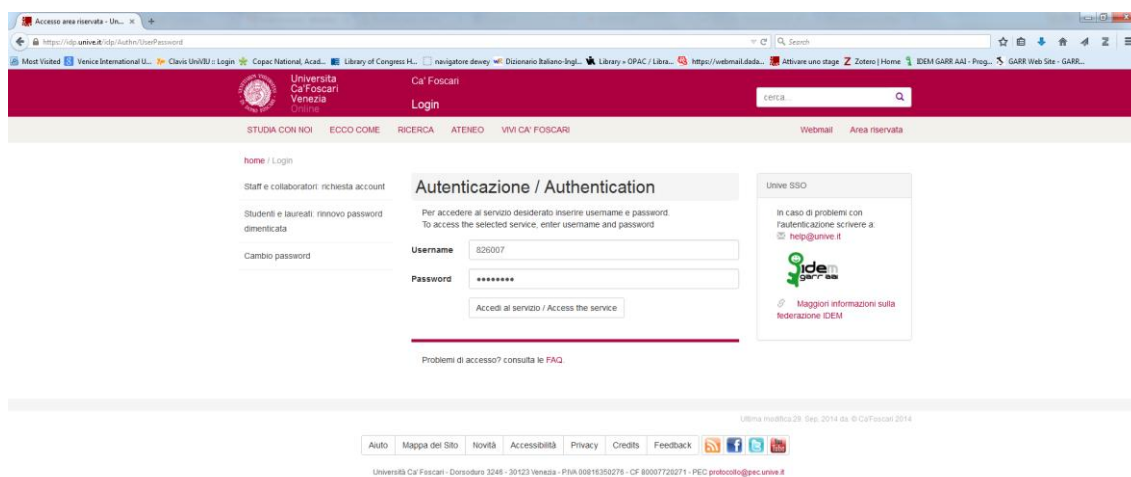 Accesso area riservata - Un...
https://idp.unive.it/idp/Authn/UserPassword
Search
Most Visited Venice International U... Clavis UniVIU :: Login Copac National, Acad... Library of Congress H... navigatore dewey Dizionario Italiano-Ingl... Library » OPAC / Libra... https://webmail.dada... Attivare uno stage Zotero | Home IDEM GARR AAI - Prog... GARR Web Site - GARR...
Universita
Ca'Foscari
Venezia
Online
Ca' Foscari
Login
cerca...
STUDIA CON NOI ECCO COME RICERCA ATENEO VIVI CA' FOSCARI Webmail Area riservata
home / Login
Staff e collaboratori: richiesta account
Studenti e laureati: rinnovo password
dimenticata
Cambio password
Autenticazione / Authentication
Per accedere al servizio desiderato inserire username e password.
To access the selected service, enter username and password
Username 826007
Password ••••••••
Accedi al servizio / Access the service
Problemi di accesso? consulta le FAQ.
Unive SSO
In caso di problemi con
l'autenticazione scrivere a:
help@unive.it
idem
garr aai
Maggiori informazioni sulla
federazione IDEM
Ultima modifica:29. Sep, 2014 da: © Ca'Foscari 2014
Aiuto Mappa del Sito Novità Accessibilità Privacy Credits Feedback
Università Ca' Foscari - Dorsoduro 3246 - 30123 Venezia - P.IVA 00816350276 - CF 80007720271 - PEC protocollo@pec.unive.it